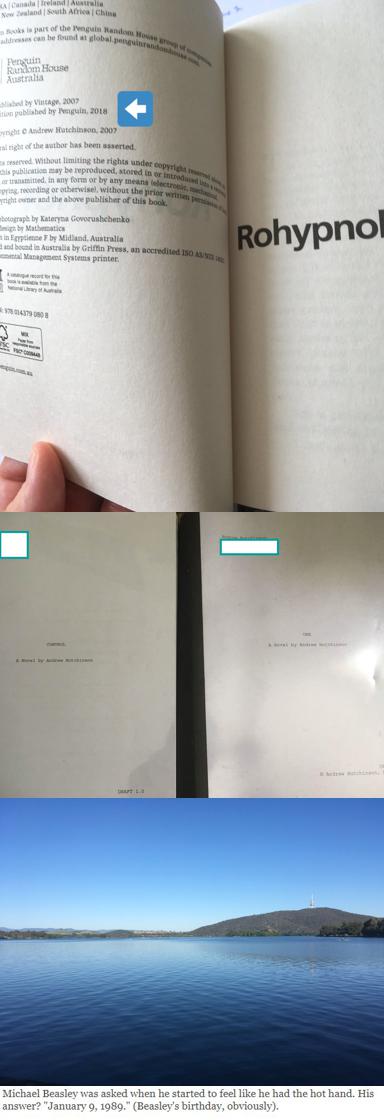 SA | Canada | Ireland | Australia
New Zealand | South Africa | China
n Books is part of the Penguin Random House group of companies
addresses can be found at global.penguinrandomhouse.com.
Penguin
Random House
Australia
blished by Vintage, 2007
ition published by Penguin, 2018
pyright © Andrew Hutchinson, 2007
ral right of the author has been asserted.
ts reserved. Without limiting the rights under copyright reserved above,
this publication may be reproduced, stored in or introduced into a
or transmitted, in any form or by any means (electronic, mechanical,
opying, recording or otherwise), without the prior written permission of
yright owner and the above publisher of this book.
hotograph by Kateryna Govorushchenko
design by Mathematics
n in Egyptienne F by Midland, Australia
d and bound in Australia by Griffin Press, an accredited ISO AS/NZS
onmental Management Systems printer.
A catalogue record for this
book is available from the
National Library of Australia
: 978 014379 080 8
MIX
Paper from
responsible sources
FSC® C009448
FSC
enguin.com.au
Rohypnol
CONTROL
A Novel by Andrew Hutchinson
DRAFT 1.0
ONE
A Novel by Andrew Hutchinson
© Andrew Hutchinson,
Michael Beasley was asked when he started to feel like he had the hot hand. His
answer? "January 9, 1989." (Beasley's birthday, obviously).